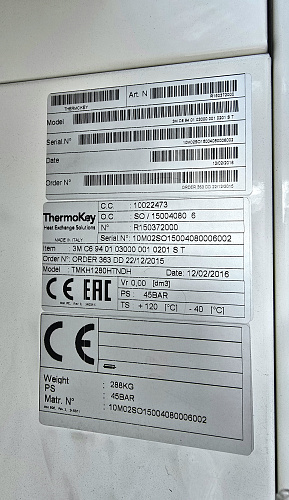 THERMOKEY Art. N R150372000
Model 3M C6 94 01 03000 001 0201 S T
Serial N° 10M02SO15004080006002
Date 12/02/2016
Order N° ORDER 363 DD 22/12/2015
ThermoKey C.C. : 10022473
Heat Exchange Solutions O.C. : SO / 15004080 6
N° : R150372000
MADE IN ITALY Serial N°: 10M02SO15004080006002
Item : 3M C6 94 01 03000 001 0201 S T
Order N°: ORDER 363 DD 22/12/2015
Model : TMKH1280HTNDH Date: 12/02/2016
CE EAC Vr 0,00 [dm3]
PS : 45BAR
TS + 120 [°C] - 40 [°C]
CE
Weight : 288KG
PS : 45BAR
Matr. N° : 10M02SO15004080006002